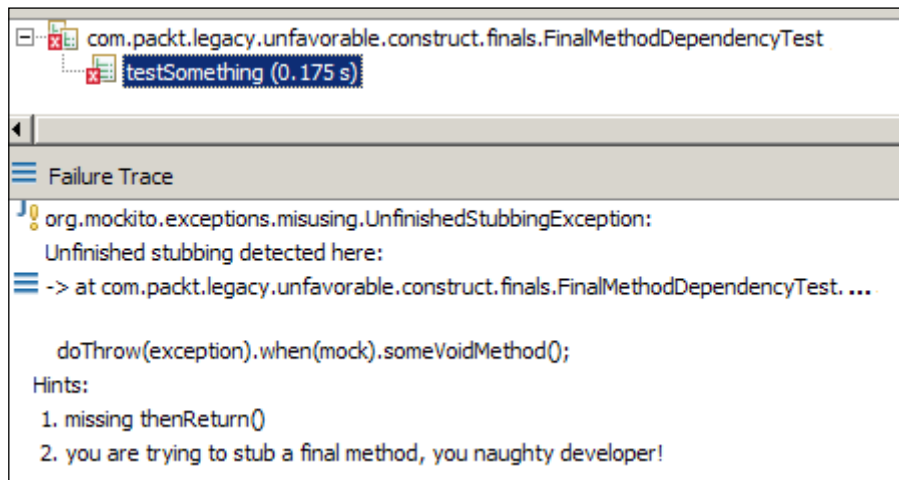 com.packt.legacy.unfavorable.construct.finals.FinalMethodDependencyTest
testSomething (0.175 s)
Failure Trace
org.mockito.exceptions.misusing.UnfinishedStubbingException:
Unfinished stubbing detected here:
-> at com.packt.legacy.unfavorable.construct.finals.FinalMethodDependencyTest. ...
doThrow(exception).when(mock).someVoidMethod();
Hints:
1. missing thenReturn()
2. you are trying to stub a final method, you naughty developer!